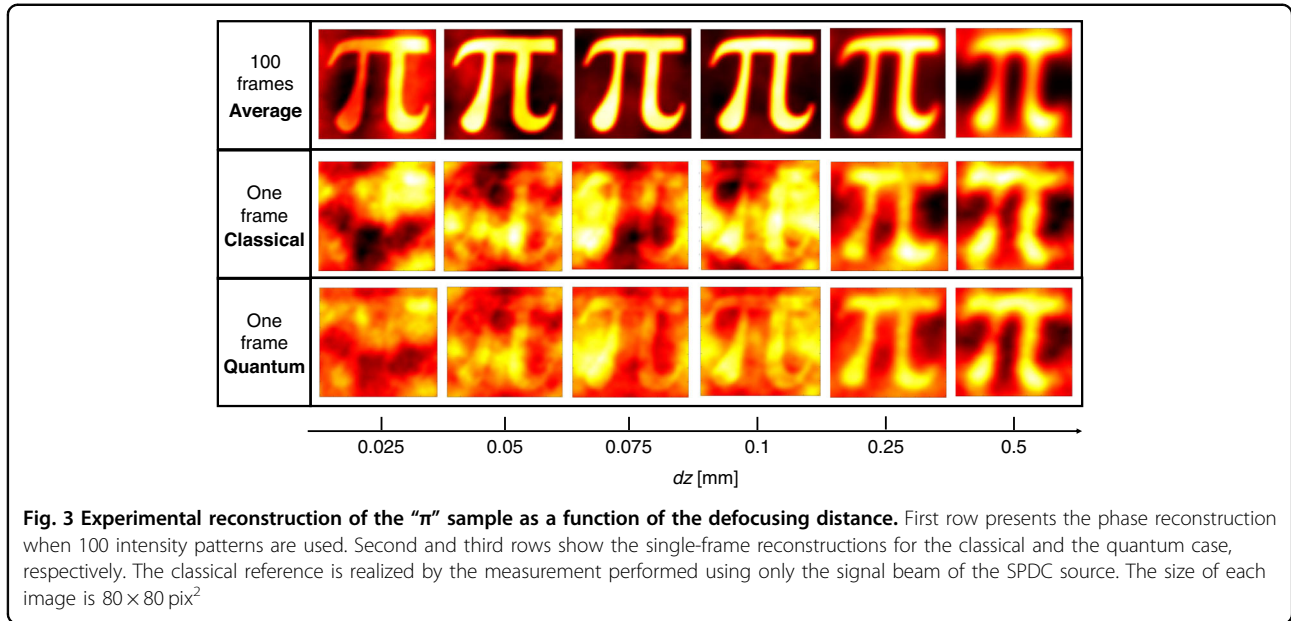 100
frames
Average
One
frame
Classical
One
frame
Quantum
0.025 0.05 0.075 0.1 0.25 0.5
dz [mm]
Fig. 3 Experimental reconstruction of the “π” sample as a function of the defocusing distance. First row presents the phase reconstruction
when 100 intensity patterns are used. Second and third rows show the single-frame reconstructions for the classical and the quantum case,
respectively. The classical reference is realized by the measurement performed using only the signal beam of the SPDC source. The size of each
image is 80 × 80 pix²